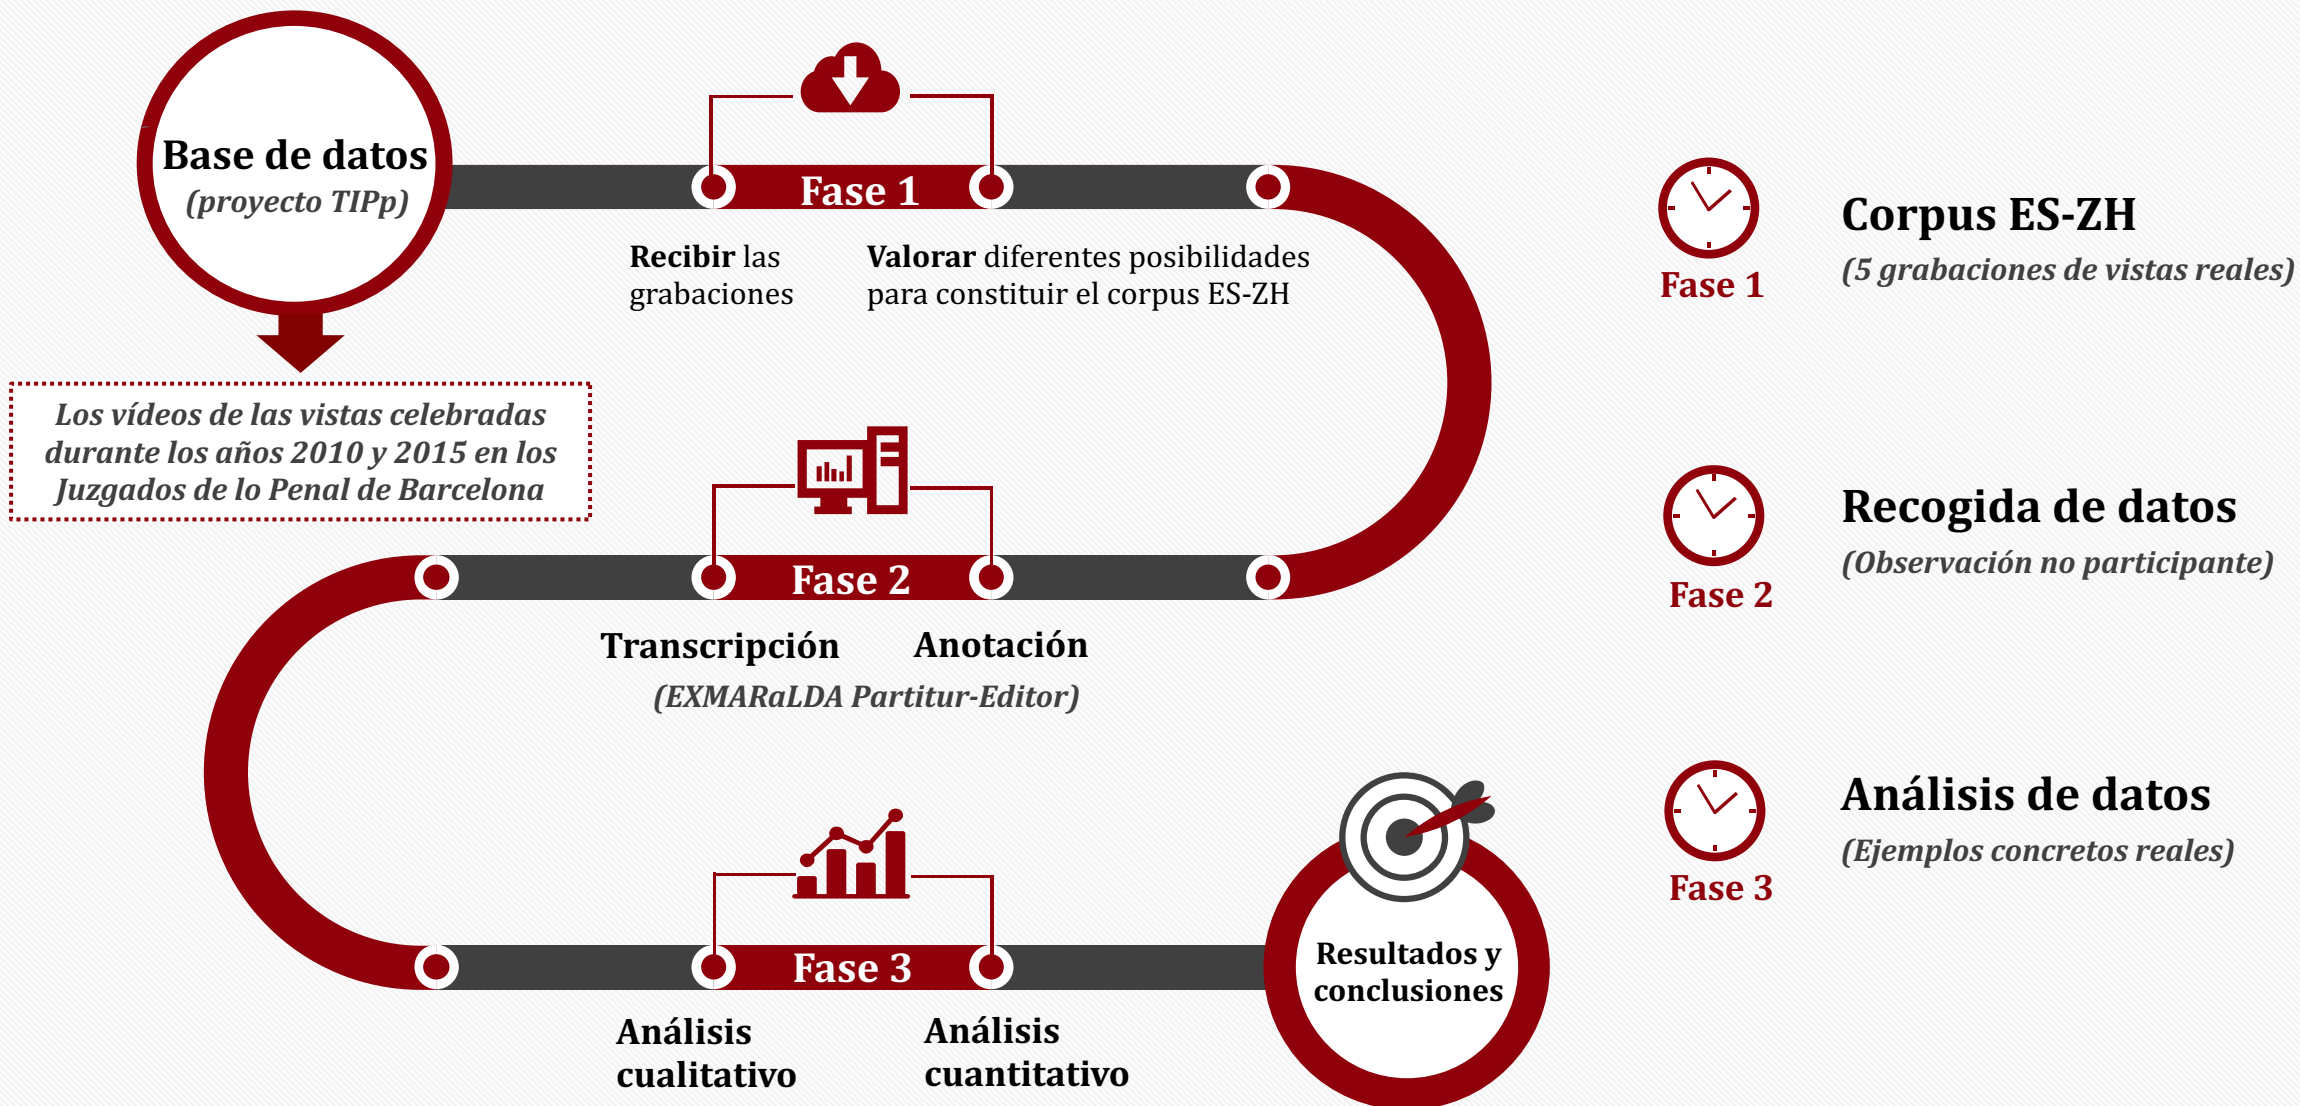 Base de datos
(proyecto TIPp)
Los vídeos de las vistas celebradas
durante los años 2010 y 2015 en los
Juzgados de lo Penal de Barcelona
Fase 1
Recibir las
grabaciones
Valorar diferentes posibilidades
para constituir el corpus ES-ZH
Fase 2
Transcripción
Anotación
(EXMARaLDA Partitur-Editor)
Fase 3
Análisis
cualitativo
Análisis
cuantitativo
Resultados y
conclusiones
Fase 1
Corpus ES-ZH
(5 grabaciones de vistas reales)
Fase 2
Recogida de datos
(Observación no participante)
Fase 3
Análisis de datos
(Ejemplos concretos reales)